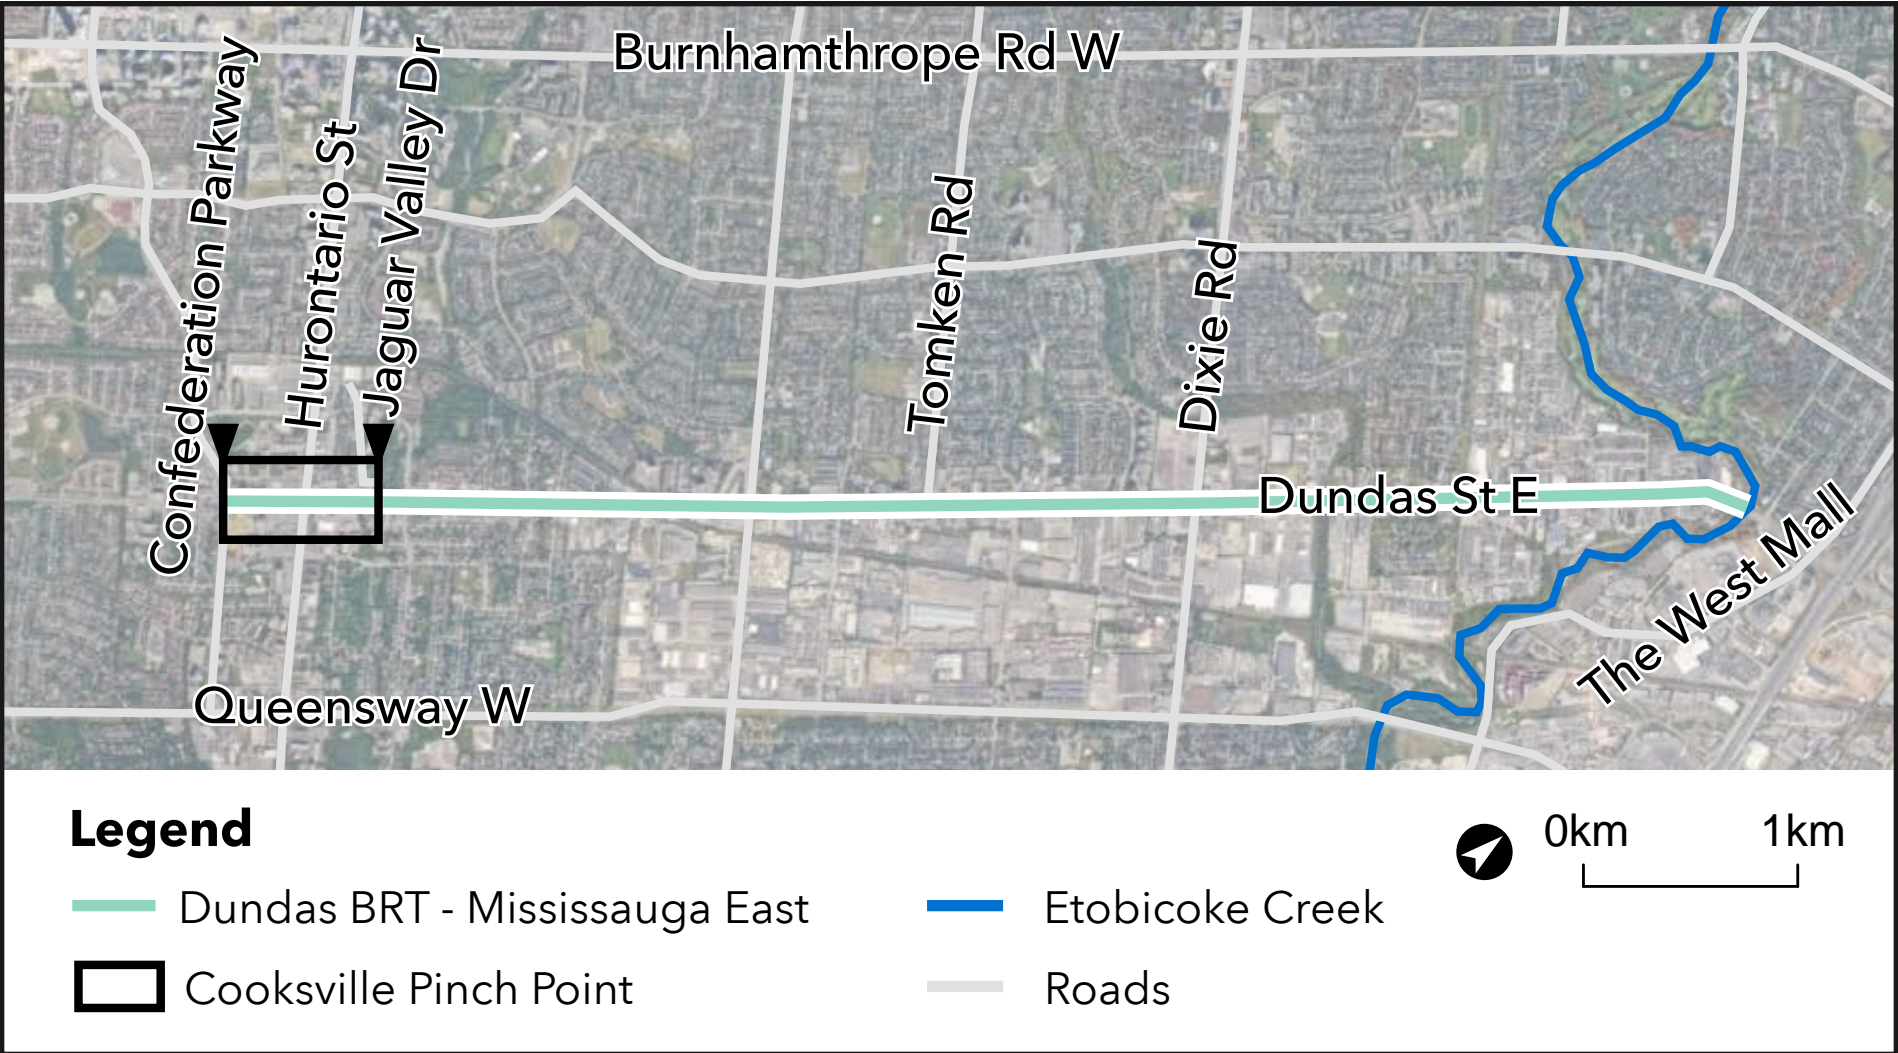 Burnhamthrope Rd W
Confederation Parkway
Hurontario St
Jaguar Valley Dr
Tomken Rd
Dixie Rd
Dundas St E
The West Mall
Queensway W
Legend
Dundas BRT - Mississauga East
Cooksville Pinch Point
Etobicoke Creek
Roads
0km 1km